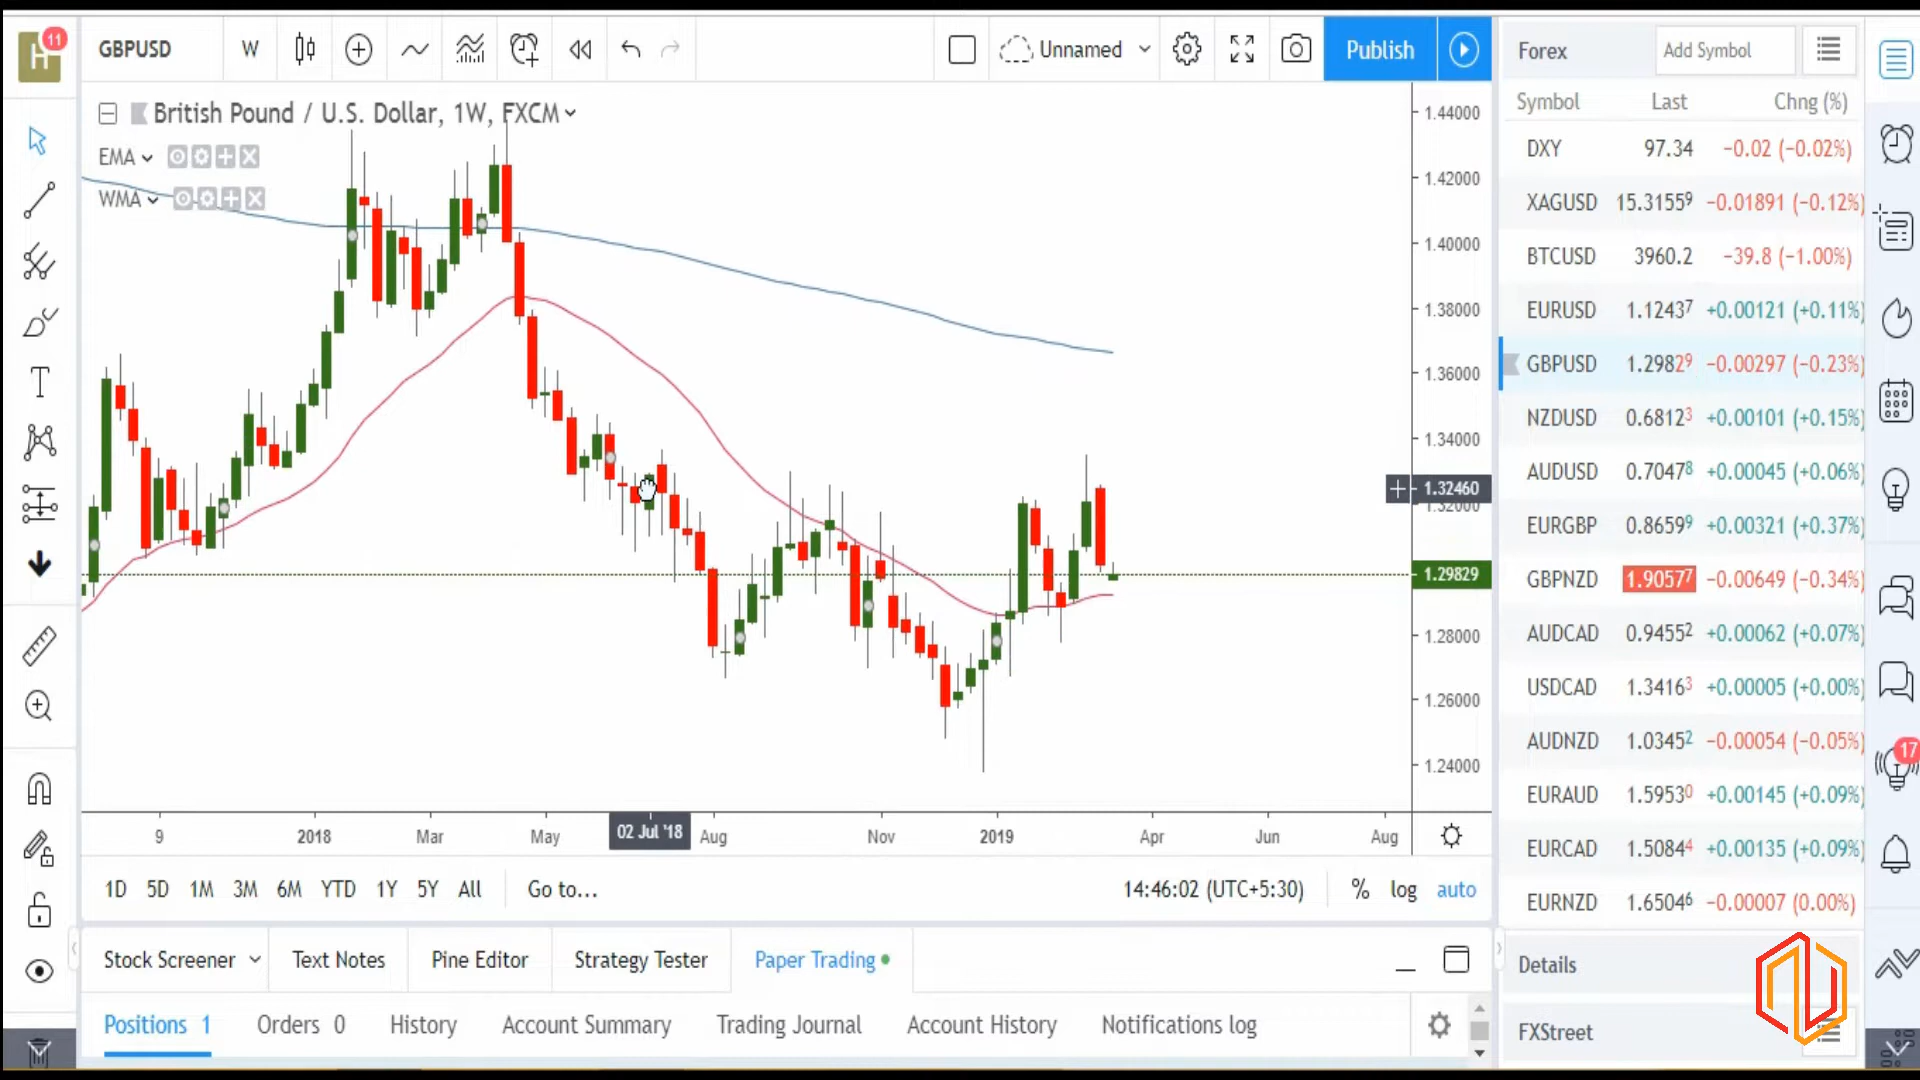 H 11
GBPUSD W Unnamed Publish
British Pound / U.S. Dollar, 1W, FXCM
EMA
WMA
1.44000
1.42000
1.40000
1.38000
1.36000
1.34000
1.32460
1.32000
1.29829
1.28000
1.26000
1.24000
9 2018 Mar May 02 Jul '18 Aug Nov 2019 Apr Jun Aug
1D 5D 1M 3M 6M YTD 1Y 5Y All Go to... 14:46:02 (UTC+5:30) % log auto
Stock Screener Text Notes Pine Editor Strategy Tester Paper Trading
Positions 1 Orders 0 History Account Summary Trading Journal Account History Notifications log
Forex Add Symbol
Symbol Last Chng (%)
DXY 97.34 −0.02 (−0.02%)
XAGUSD 15.3155⁹ −0.01891 (−0.12%)
BTCUSD 3960.2 −39.8 (−1.00%)
EURUSD 1.1243⁷ +0.00121 (+0.11%)
GBPUSD 1.2982⁹ −0.00297 (−0.23%)
NZDUSD 0.6812³ +0.00101 (+0.15%)
AUDUSD 0.7047⁸ +0.00045 (+0.06%)
EURGBP 0.8659⁹ +0.00321 (+0.37%)
GBPNZD 1.9057⁷ −0.00649 (−0.34%)
AUDCAD 0.9455² +0.00062 (+0.07%)
USDCAD 1.3416³ +0.00005 (+0.00%)
AUDNZD 1.0345² −0.00054 (−0.05%)
EURAUD 1.5953⁰ +0.00145 (+0.09%)
EURCAD 1.5084⁴ +0.00135 (+0.09%)
EURNZD 1.6504⁶ −0.00007 (0.00%)
Details
FXStreet
17